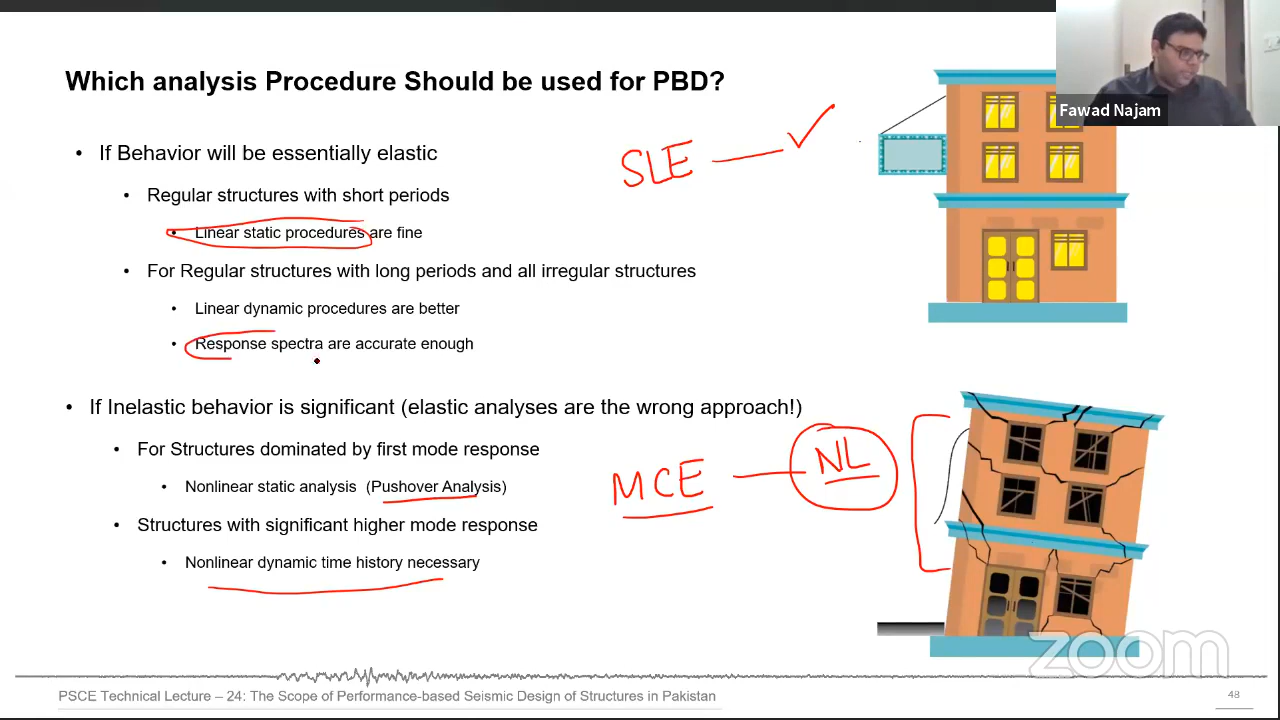 Which analysis Procedure Should be used for PBD?
Fawad Najam
• If Behavior will be essentially elastic
SLE
• Regular structures with short periods
• Linear static procedures are fine
• For Regular structures with long periods and all irregular structures
• Linear dynamic procedures are better
• Response spectra are accurate enough
• If Inelastic behavior is significant (elastic analyses are the wrong approach!)
• For Structures dominated by first mode response
• Nonlinear static analysis (Pushover Analysis)
MCE — NL
• Structures with significant higher mode response
• Nonlinear dynamic time history necessary
zoom
PSCE Technical Lecture – 24: The Scope of Performance-based Seismic Design of Structures in Pakistan
48